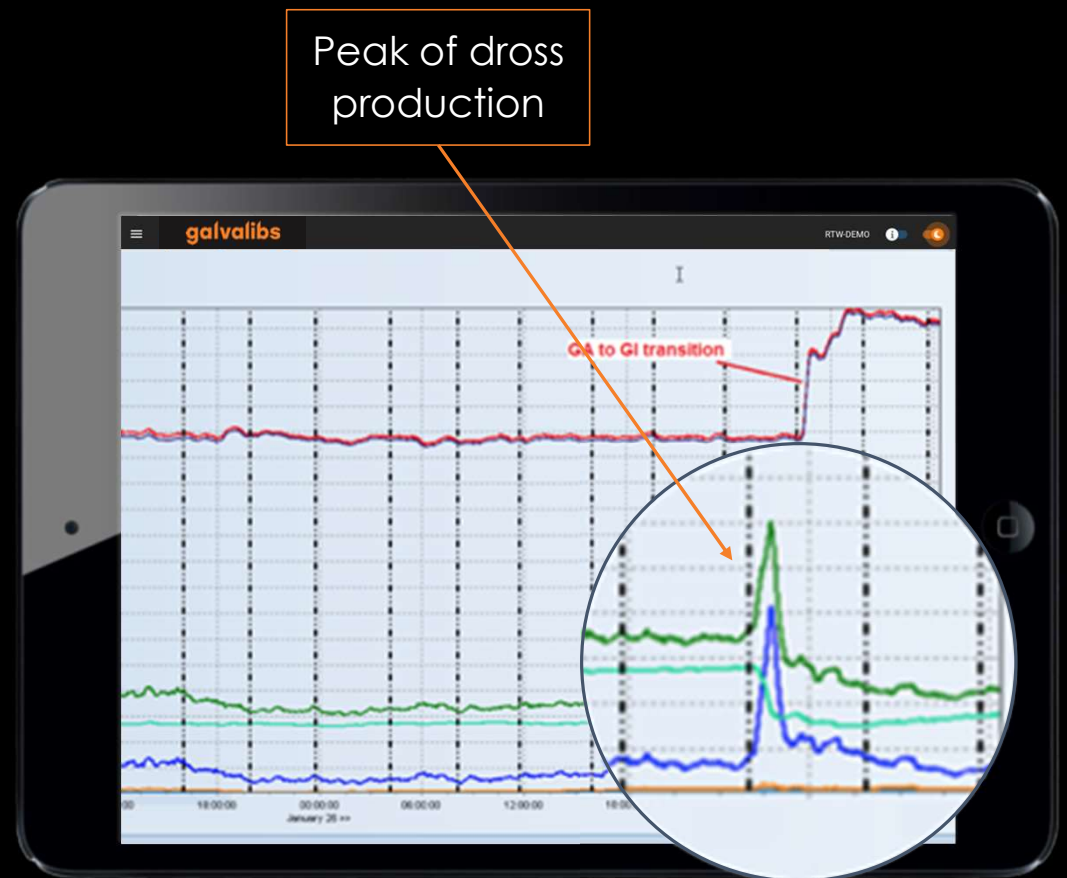 Peak of dross
production
galvalibs
RTW-DEMO
GA to GI transition
18:00:00
00:00:00
06:00:00
12:00:00
January 26 >>